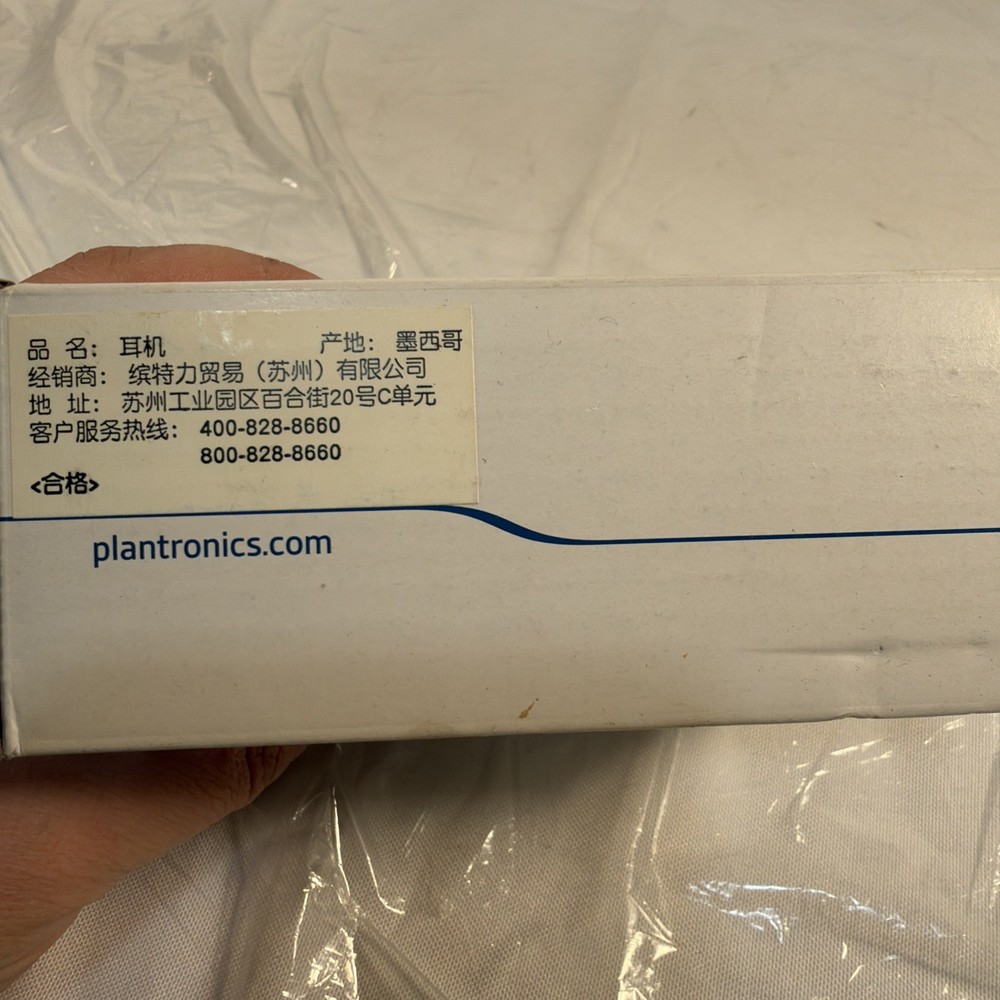 品 名： 耳机 产地： 墨西哥
经销商： 缤特力贸易（苏州）有限公司
地 址： 苏州工业园区百合街20号C单元
客户服务热线： 400-828-8660
800-828-8660
<合格>
plantronics.com